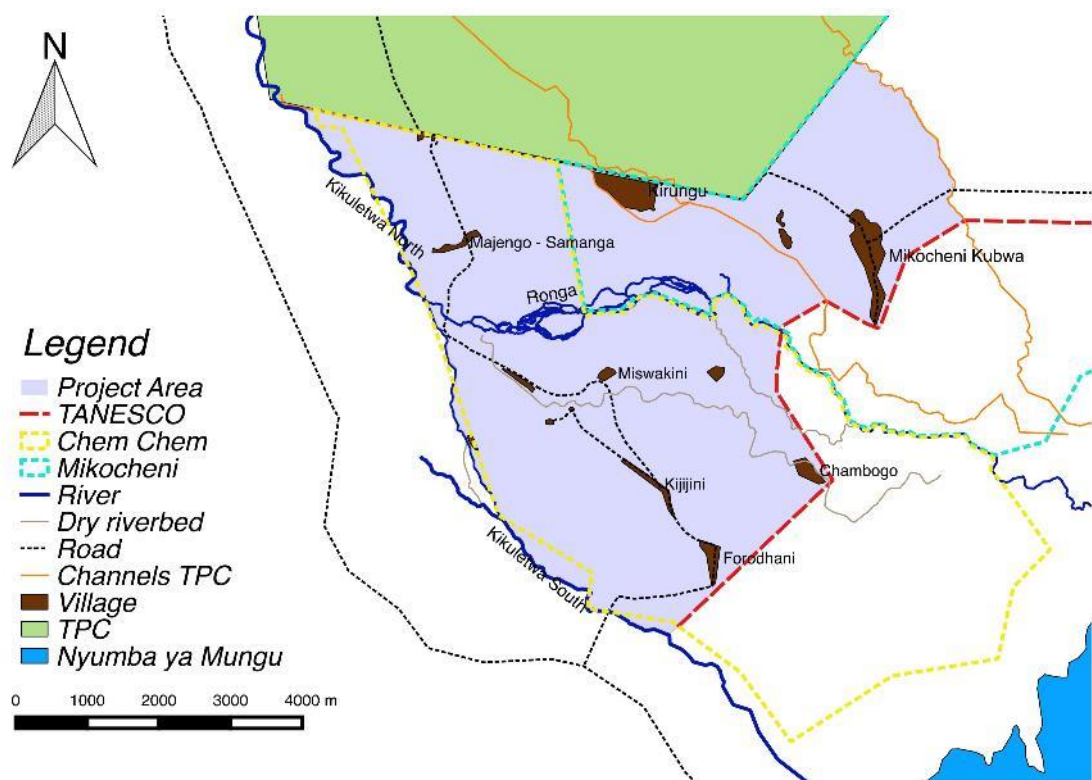 N
Kirungu
Kikuletwa North
Majengo - Samanga
Mikocheni Kubwa
Ronga
Miswakini
Chambogo
Kijijini
Forodhani
Kikuletwa South
Legend
Project Area
TANESCO
Chem Chem
Mikocheni
River
Dry riverbed
Road
Channels TPC
Village
TPC
Nyumba ya Mungu
0 1000 2000 3000 4000 m